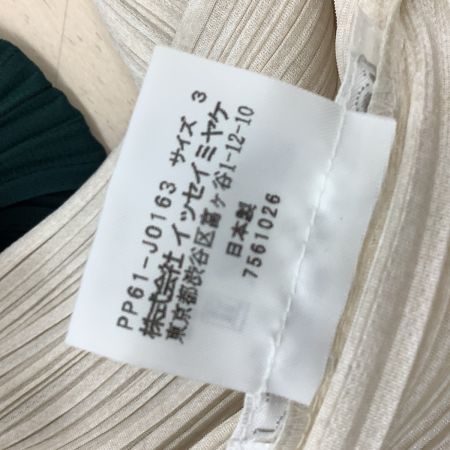 PP61-J0163 サイズ 3
株式会社 イッセイミヤケ
東京都渋谷区富ヶ谷1-12-10
日本製
7561026